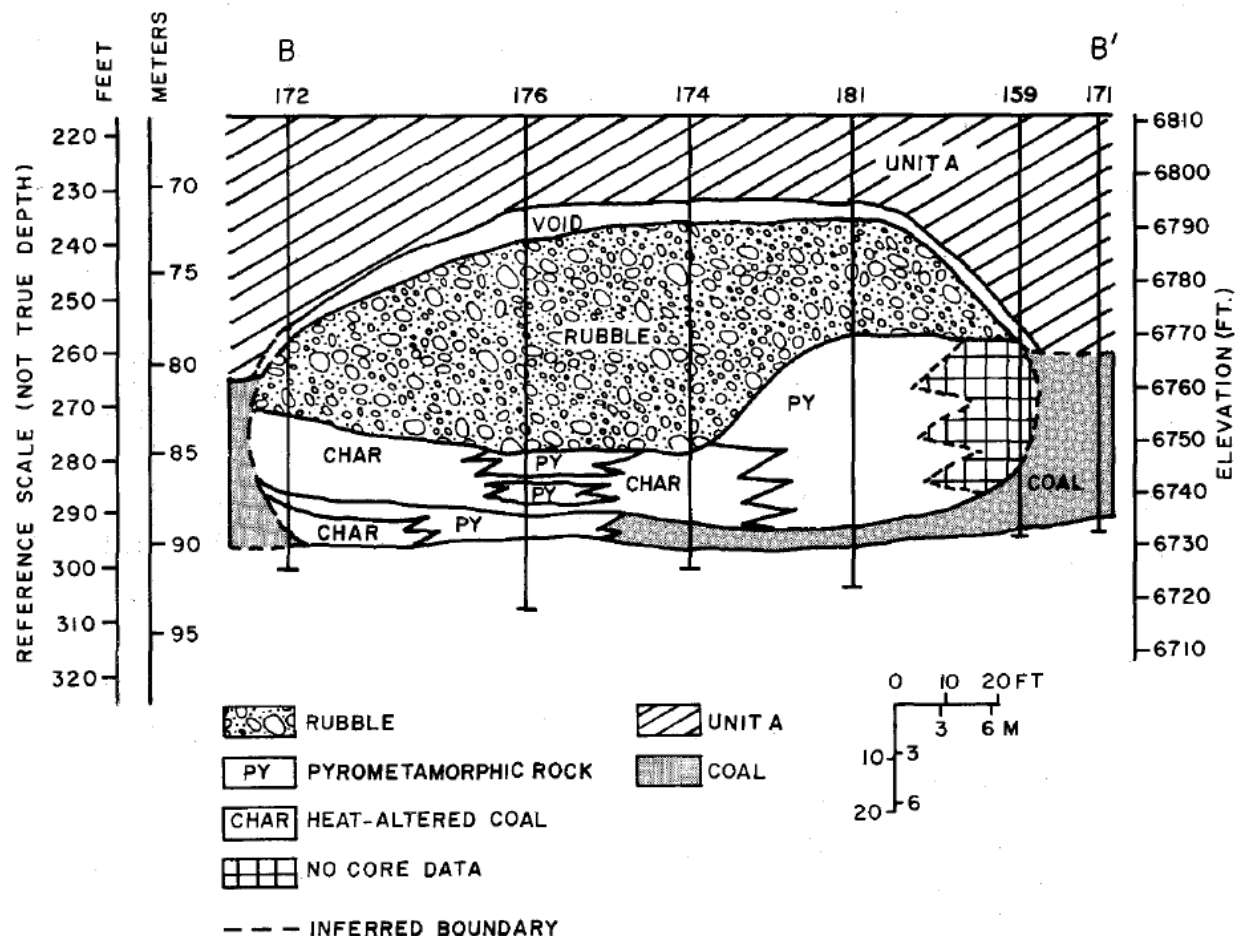 FEET
METERS
B
B'
172 176 174 181 159 171
REFERENCE SCALE (NOT TRUE DEPTH)
220
230
240
250
260
270
280
290
300
310
320
70
75
80
85
90
95
UNIT A
VOID
RUBBLE
PY
CHAR
PY
PY
CHAR
COAL
CHAR
PY
6810
6800
6790
6780
6770
6760
6750
6740
6730
6720
6710
ELEVATION (FT.)
0 10 20 FT
3 6 M
10 3
20 6
RUBBLE
PY PYROMETAMORPHIC ROCK
CHAR HEAT-ALTERED COAL
NO CORE DATA
INFERRED BOUNDARY
UNIT A
COAL